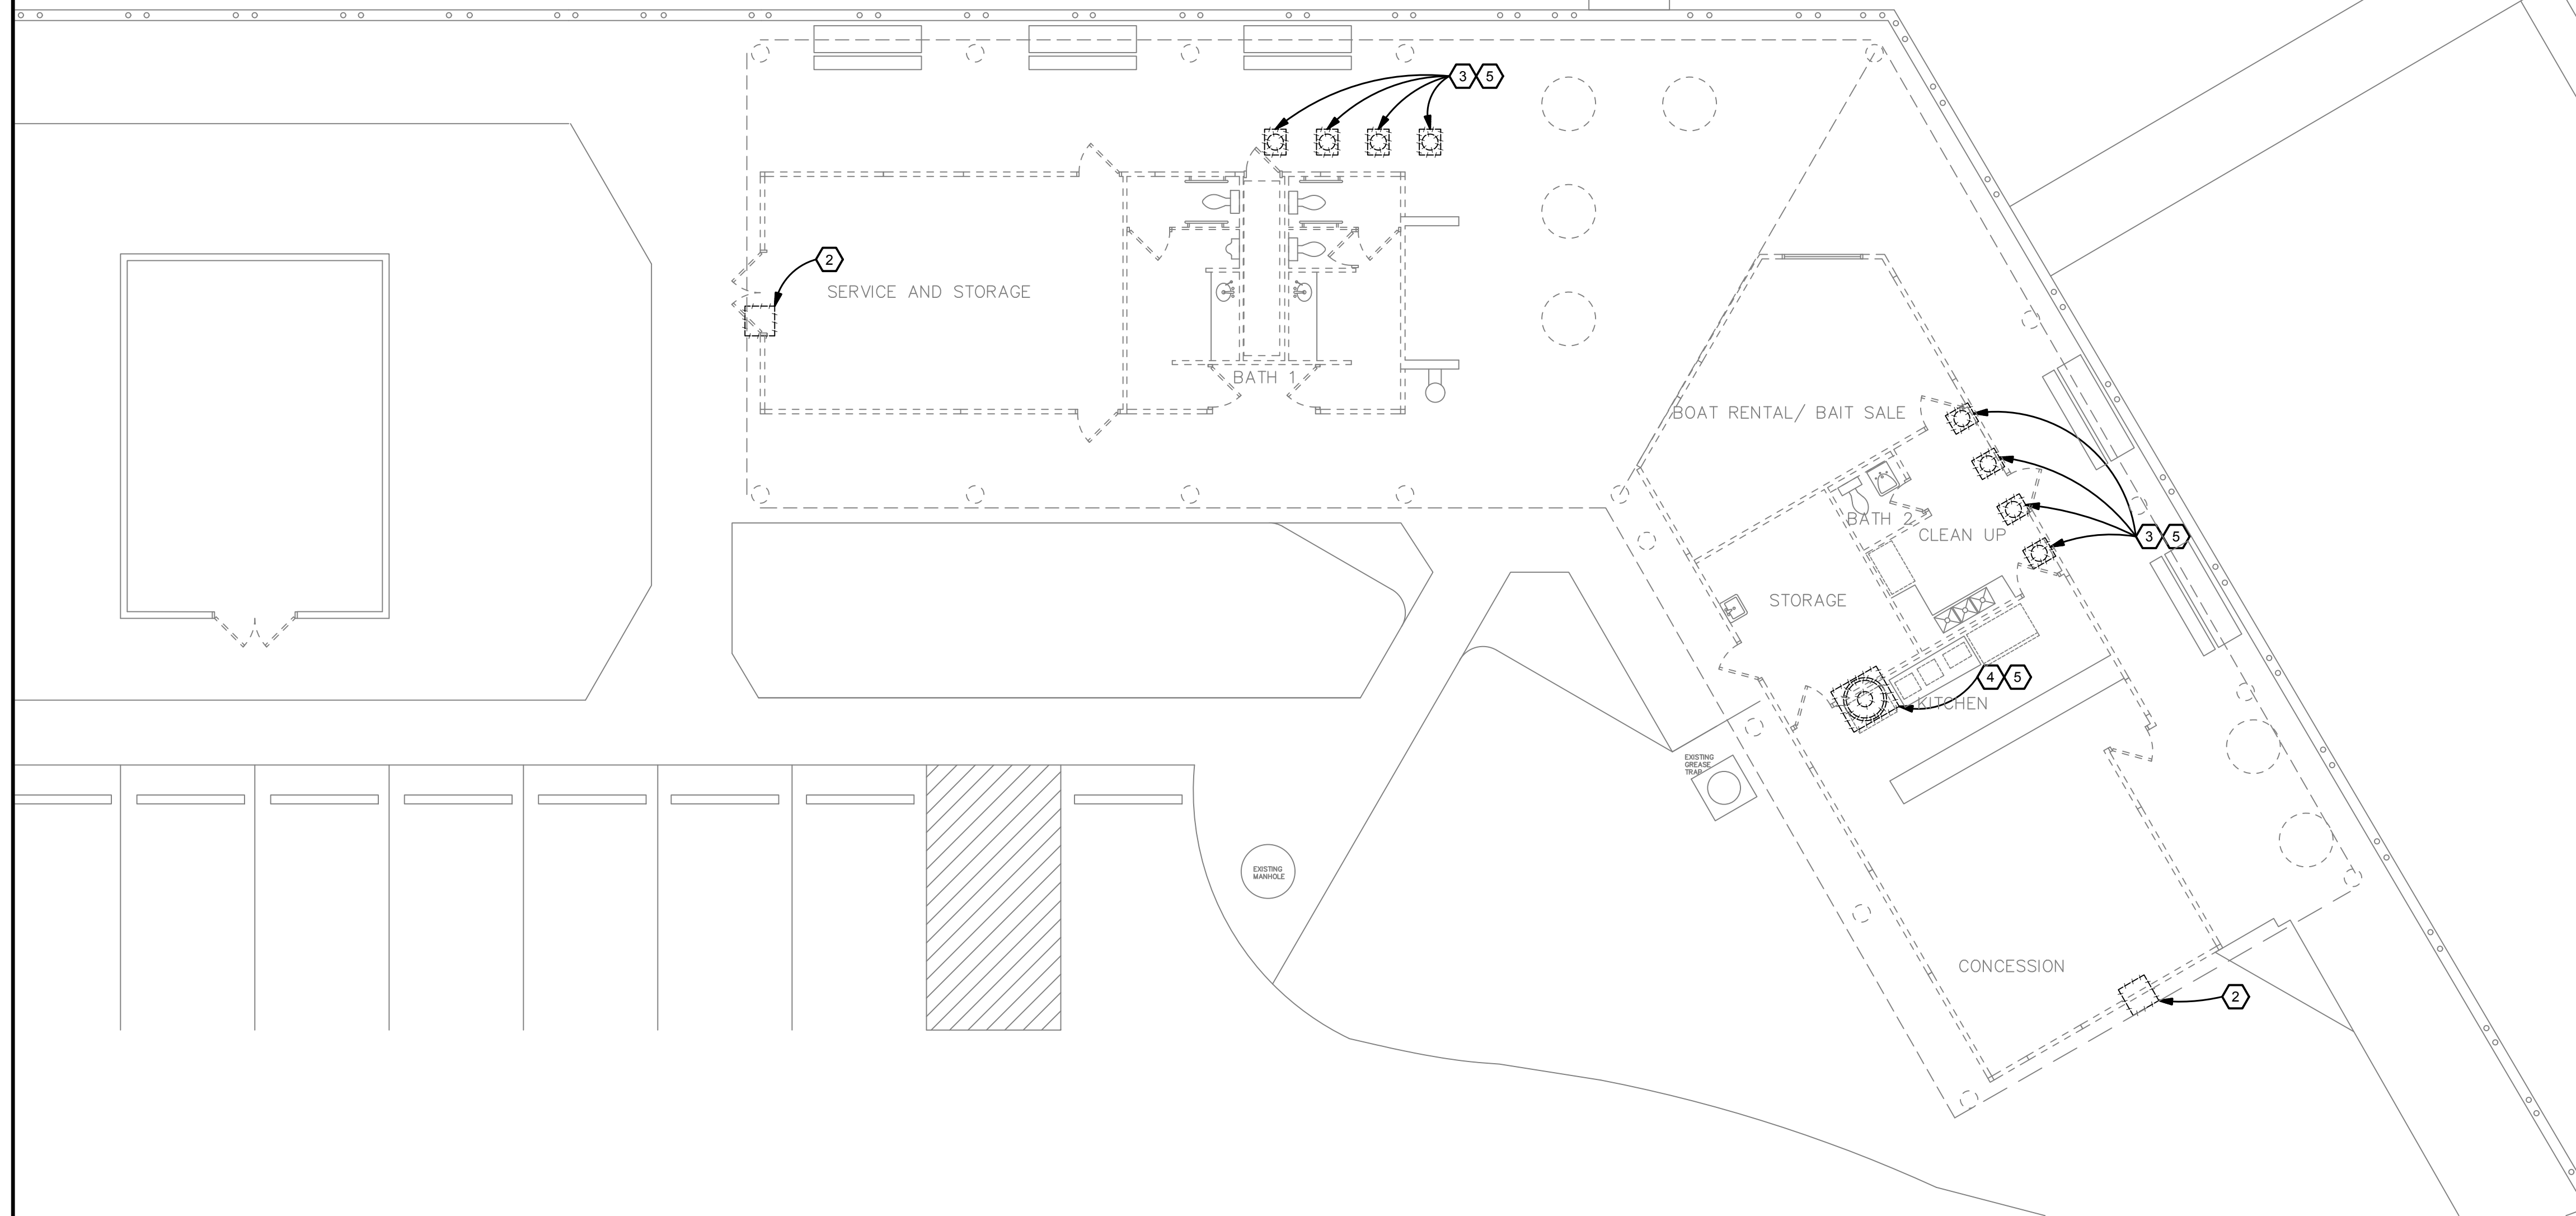 3 5
2
SERVICE AND STORAGE
BATH 1
BOAT RENTAL/ BAIT SALE
BATH 2
CLEAN UP
3 5
STORAGE
4 5
KITCHEN
EXISTING
GREASE
TRAP
EXISTING
MANHOLE
CONCESSION
2